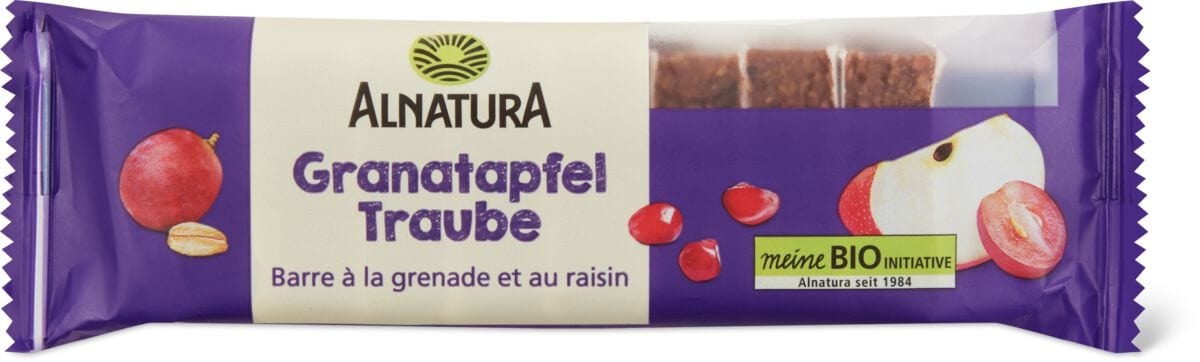 ALNATURA
Granatapfel
Traube
Barre à la grenade et au raisin
meine BIO INITIATIVE
Alnatura seit 1984